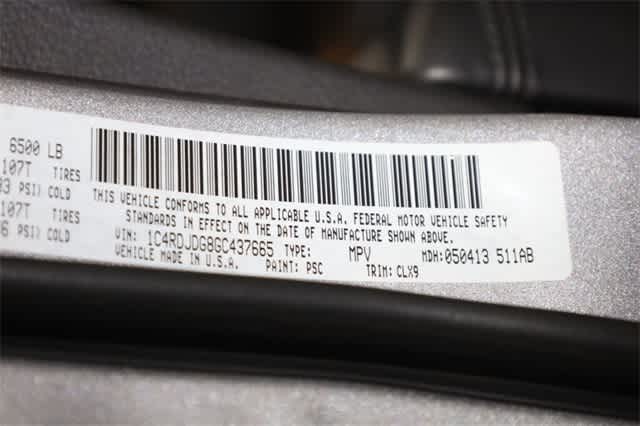 6500 LB
107T TIRES
PSI) COLD
107T TIRES
PSI) COLD
THIS VEHICLE CONFORMS TO ALL APPLICABLE U.S.A. FEDERAL MOTOR VEHICLE SAFETY
STANDARDS IN EFFECT ON THE DATE OF MANUFACTURE SHOWN ABOVE.
VIN: 1C4RDJDG8GC437665 TYPE: MPV MDH: 050413 511AB
VEHICLE MADE IN U.S.A. PAINT: PSC TRIM: CLX9